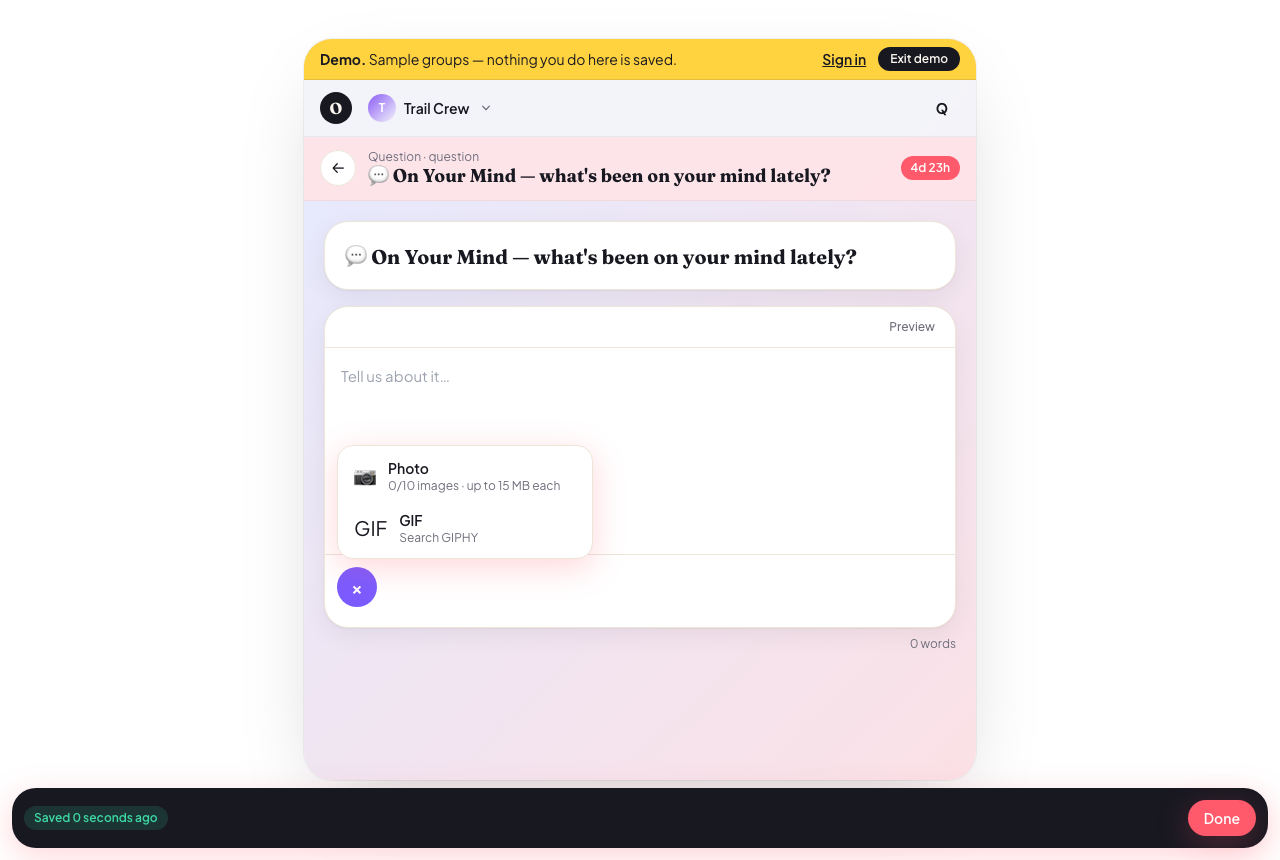 Demo. Sample groups — nothing you do here is saved.
Sign in
Exit demo
O
T
Trail Crew
Q
Question · question
💬 On Your Mind — what's been on your mind lately?
4d 23h
💬 On Your Mind — what's been on your mind lately?
Preview
Tell us about it…
Photo
0/10 images · up to 15 MB each
GIF
GIF
Search GIPHY
×
0 words
Saved 0 seconds ago
Done